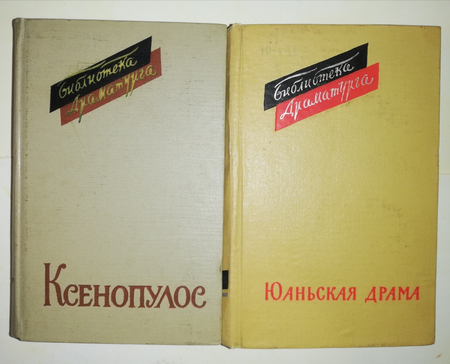 Библиотека
Драматурга
Ксенопулос
Библиотека
Драматурга
Юаньская драма